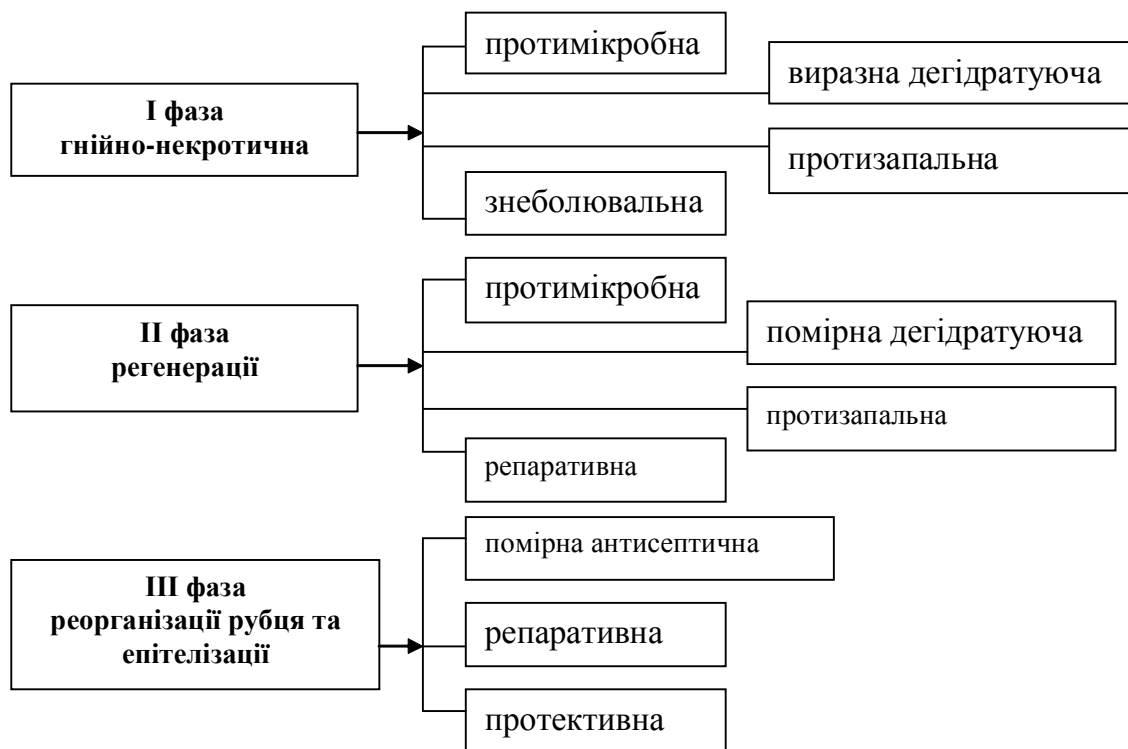 І фаза
гнійно-некротична
протимікробна
виразна дегідратуюча
протизапальна
знеболювальна
ІІ фаза
регенерації
протимікробна
помірна дегідратуюча
протизапальна
репаративна
ІІІ фаза
реорганізації рубця та
епітелізації
помірна антисептична
репаративна
протективна